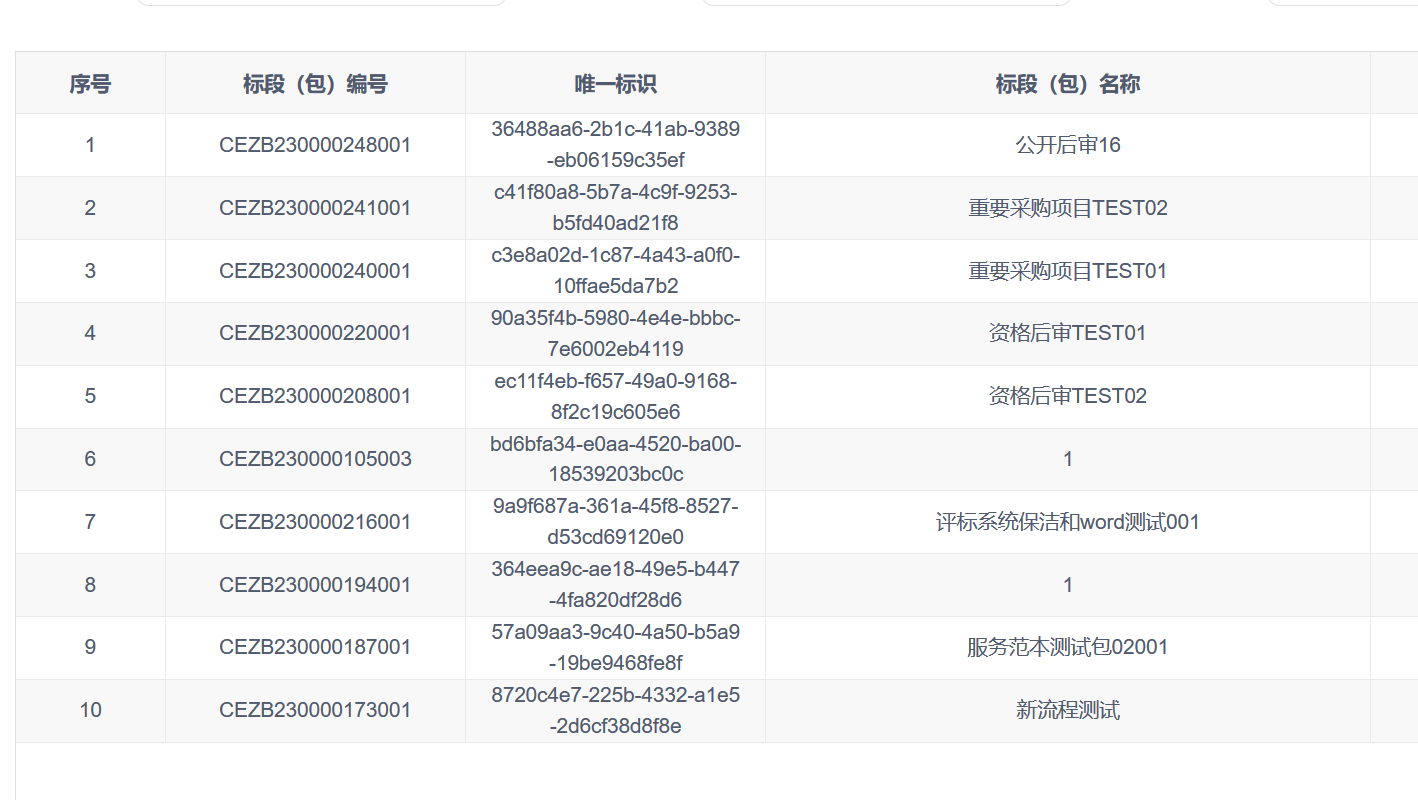 序号 标段（包）编号 唯一标识 标段（包）名称
1 CEZB230000248001 36488aa6-2b1c-41ab-9389 公开后审16
-eb06159c35ef
2 CEZB230000241001 c41f80a8-5b7a-4c9f-9253- 重要采购项目TEST02
b5fd40ad21f8
3 CEZB230000240001 c3e8a02d-1c87-4a43-a0f0- 重要采购项目TEST01
10ffae5da7b2
4 CEZB230000220001 90a35f4b-5980-4e4e-bbbc- 资格后审TEST01
7e6002eb4119
5 CEZB230000208001 ec11f4eb-f657-49a0-9168- 资格后审TEST02
8f2c19c605e6
6 CEZB230000105003 bd6bfa34-e0aa-4520-ba00- 1
18539203bc0c
7 CEZB230000216001 9a9f687a-361a-45f8-8527- 评标系统保洁和word测试001
d53cd69120e0
8 CEZB230000194001 364eea9c-ae18-49e5-b447 1
-4fa820df28d6
9 CEZB230000187001 57a09aa3-9c40-4a50-b5a9 服务范本测试包02001
-19be9468fe8f
10 CEZB230000173001 8720c4e7-225b-4332-a1e5 新流程测试
-2d6cf38d8f8e